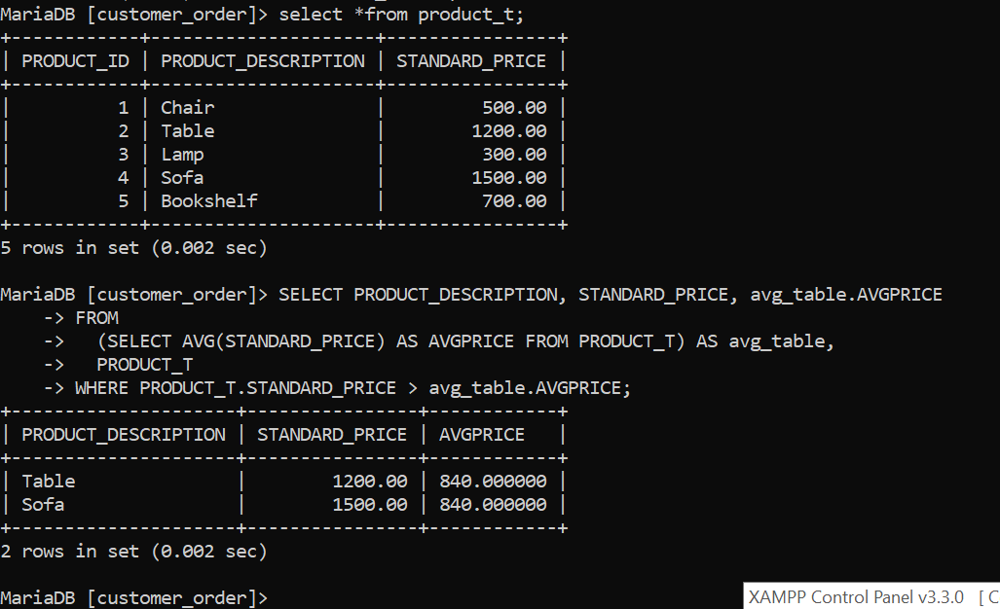 MariaDB [customer_order]> select *from product_t;
+------------+---------------------+----------------+
| PRODUCT_ID | PRODUCT_DESCRIPTION | STANDARD_PRICE |
+------------+---------------------+----------------+
|          1 | Chair               |         500.00 |
|          2 | Table               |        1200.00 |
|          3 | Lamp                |         300.00 |
|          4 | Sofa                |        1500.00 |
|          5 | Bookshelf           |         700.00 |
+------------+---------------------+----------------+
5 rows in set (0.002 sec)

MariaDB [customer_order]> SELECT PRODUCT_DESCRIPTION, STANDARD_PRICE, avg_table.AVGPRICE
    -> FROM
    ->   (SELECT AVG(STANDARD_PRICE) AS AVGPRICE FROM PRODUCT_T) AS avg_table,
    ->   PRODUCT_T
    -> WHERE PRODUCT_T.STANDARD_PRICE > avg_table.AVGPRICE;
+---------------------+----------------+------------+
| PRODUCT_DESCRIPTION | STANDARD_PRICE | AVGPRICE   |
+---------------------+----------------+------------+
| Table               |        1200.00 | 840.000000 |
| Sofa                |        1500.00 | 840.000000 |
+---------------------+----------------+------------+
2 rows in set (0.002 sec)

MariaDB [customer_order]>
XAMPP Control Panel v3.3.0   [ C